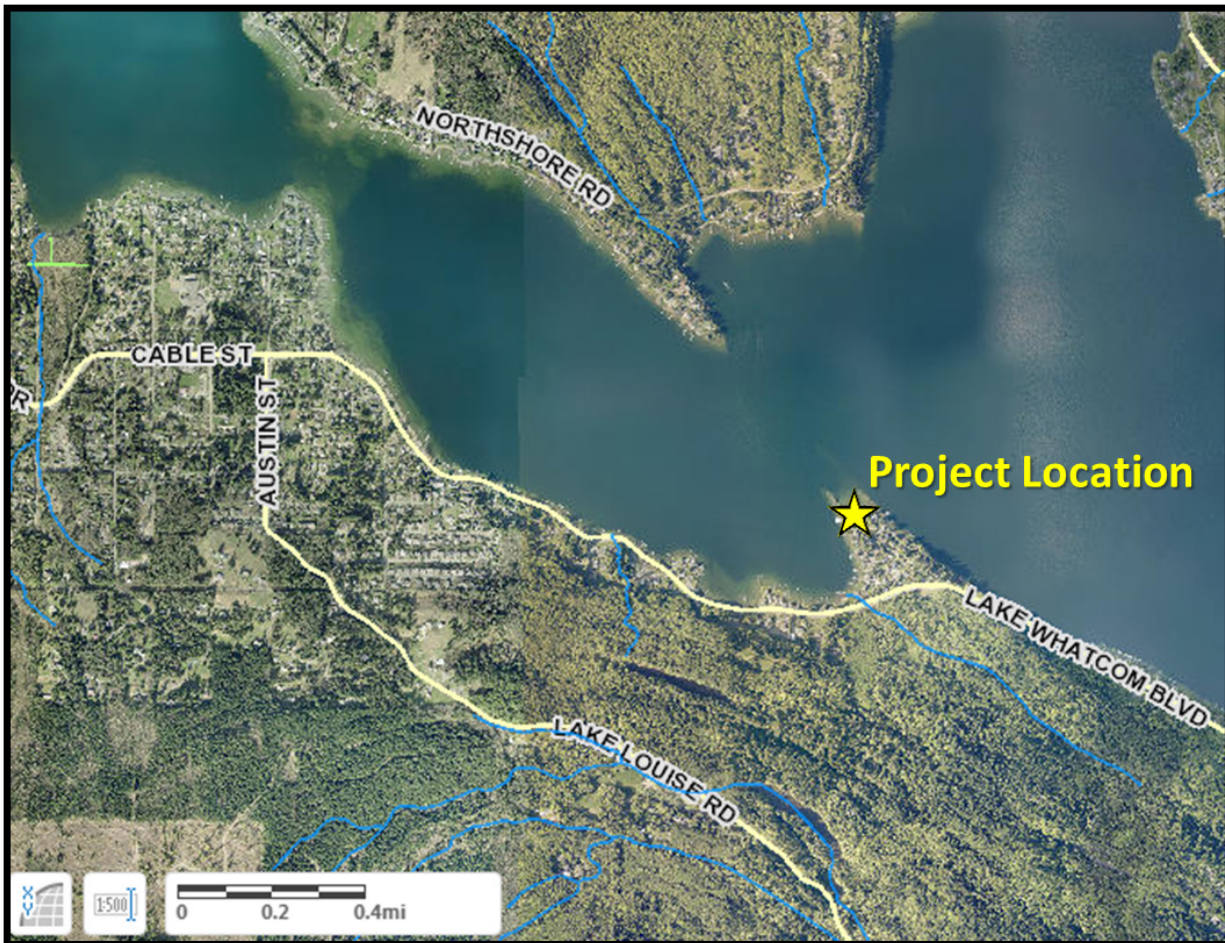 NORTHSHORE RD
CABLE ST
PR
AUSTIN ST
Project Location
LAKE WHATCOM BLVD
LAKE LOUISE RD
X,Y
1:500
0 0.2 0.4mi